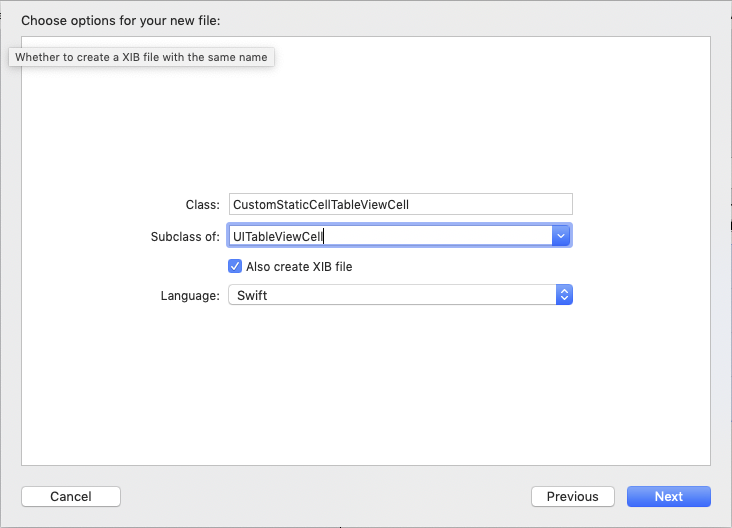 Choose options for your new file:
Whether to create a XIB file with the same name
Class: CustomStaticCellTableViewCell
Subclass of: UITableViewCell
Also create XIB file
Language: Swift
Cancel Previous Next